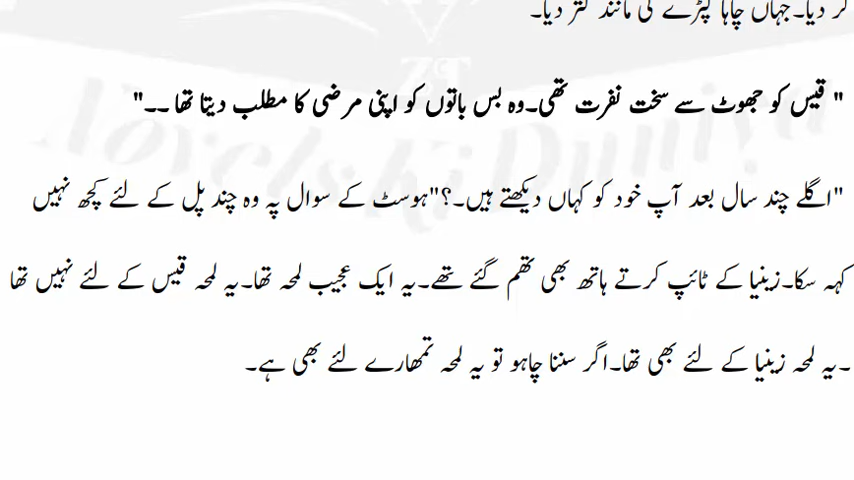 کر دیا۔جہاں چاہا کپڑے کی مانند کتر دیا۔
" قیس کو جھوٹ سے سخت نفرت تھی۔وہ بس باتوں کو اپنی مرضی کا مطلب دیتا تھا ۔۔"
"اگلے چند سال بعد آپ خود کو کہاں دیکھتے ہیں۔؟"ہوسٹ کے سوال پہ وہ چند پل کے لئے کچھ نہیں
کہہ سکا۔زینیا کے ٹائپ کرتے ہاتھ بھی تھم گئے تھے۔یہ ایک عجیب لمحہ تھا۔یہ لمحہ قیس کے لئے نہیں تھا
۔یہ لمحہ زینیا کے لئے بھی تھا۔اگر سننا چاہو تو یہ لمحہ تمھارے لئے بھی ہے۔
Novels Ki Duniya